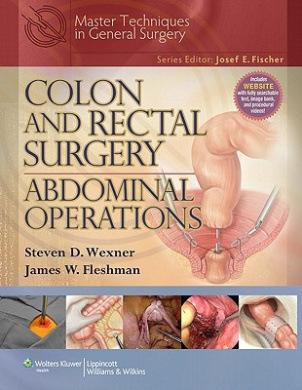 Master Techniques
in General Surgery
Series Editor: Josef E. Fischer
Includes
WEBSITE
with fully searchable
text, image bank, and
procedural
videos!
COLON
AND RECTAL
SURGERY
ABDOMINAL
OPERATIONS
Steven D. Wexner
James W. Fleshman
Wolters Kluwer
Health
Lippincott
Williams & Wilkins